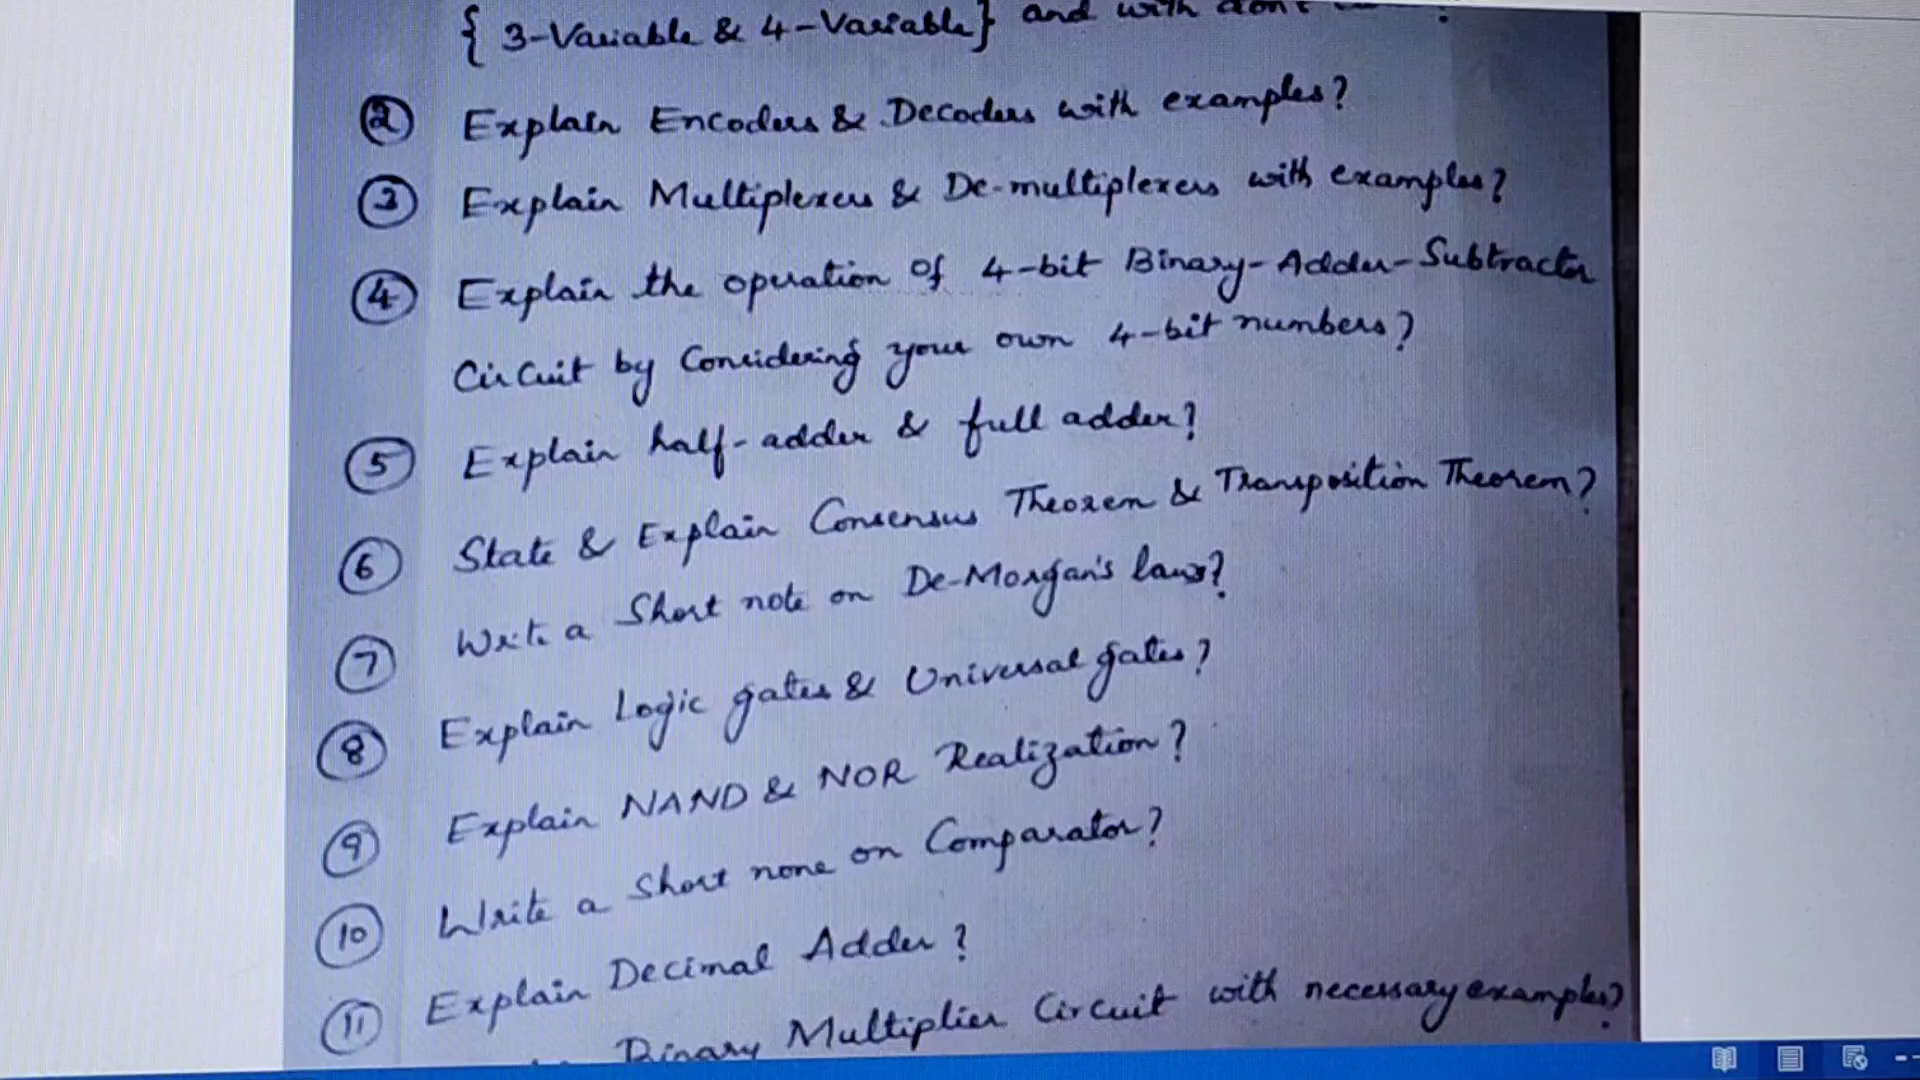 { 3-Variable & 4-Variable} and with don't
② Explain Encoders & Decoders with examples?
③ Explain Multiplexers & De-multiplexers with examples?
④ Explain the operation of 4-bit Binary-Adder-Subtractor
Circuit by Considering your own 4-bit numbers?
⑤ Explain half-adder & full adder?
⑥ State & Explain Consensus Theorem & Transposition Theorem?
⑦ Write a Short note on De-Morgan's laws?
⑧ Explain Logic gates & Universal gates?
⑨ Explain NAND & NOR Realization?
⑩ Write a Short none on Comparator?
⑪ Explain Decimal Adder?
Binary Multiplier Circuit with necessary examples?